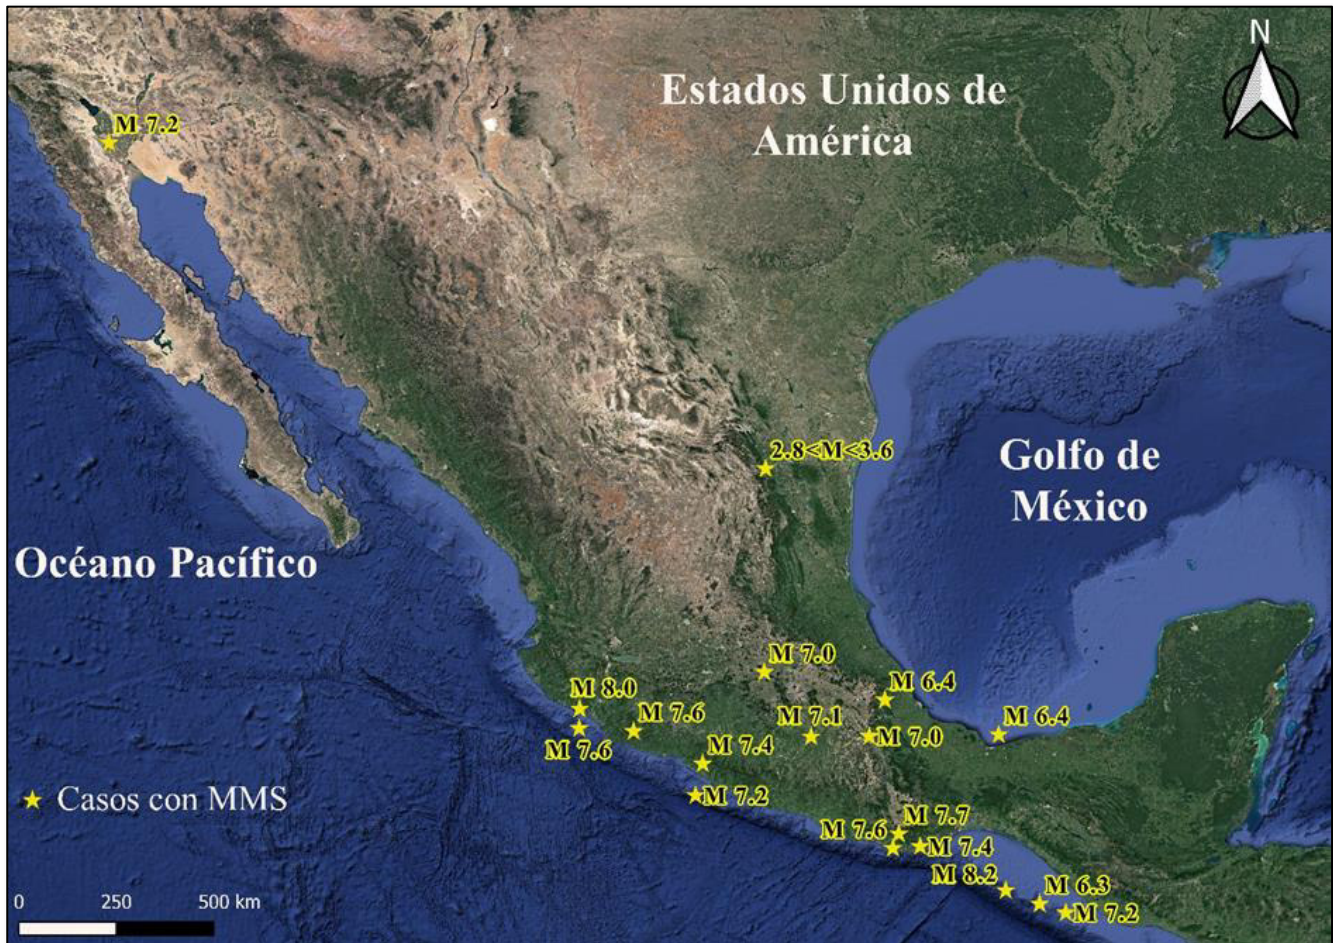 N
Estados Unidos de
América
M 7.2
2.8<M<3.6
Golfo de
México
Océano Pacífico
M 7.0
M 8.0
M 6.4
M 7.6
M 7.1
M 6.4
M 7.6
M 7.4
M 7.0
Casos con MMS
M 7.2
M 7.7
M 7.6
M 7.4
M 8.2
M 6.3
M 7.2
0 250 500 km